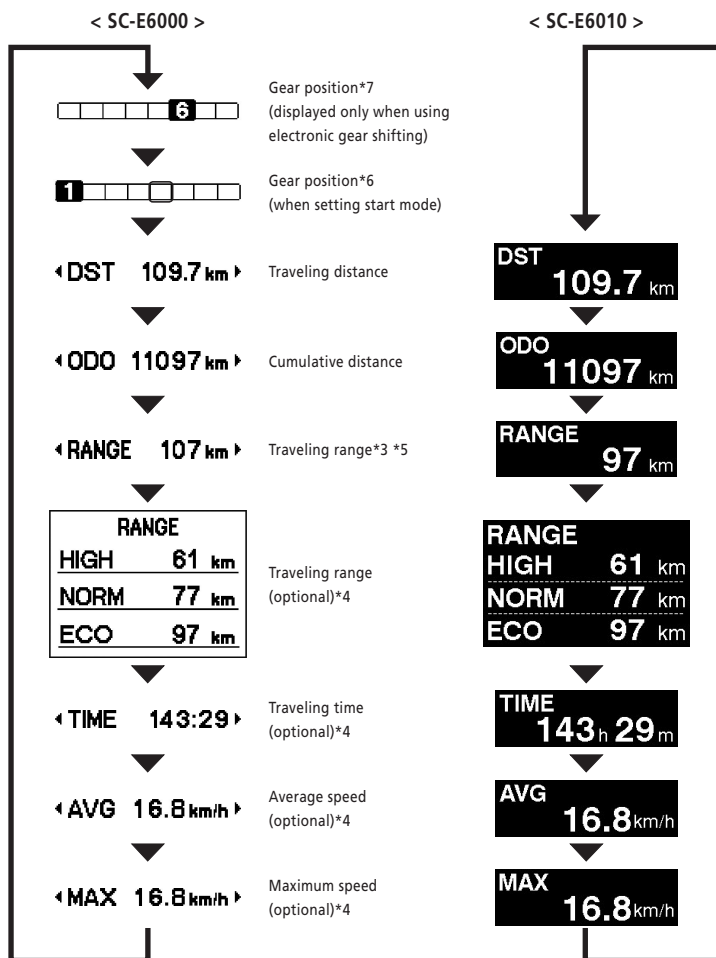 < SC-E6000 >
< SC-E6010 >
Gear position*7
(displayed only when using
electronic gear shifting)
6
Gear position*6
(when setting start mode)
1
DST 109.7 km
Traveling distance
DST
109.7 km
ODO 11097 km
Cumulative distance
ODO
11097 km
RANGE 107 km
Traveling range*3 *5
RANGE
97 km
RANGE
HIGH 61 km
NORM 77 km
ECO 97 km
Traveling range
(optional)*4
RANGE
HIGH 61 km
NORM 77 km
ECO 97 km
TIME 143:29
Traveling time
(optional)*4
TIME
143 h 29 m
AVG 16.8 km/h
Average speed
(optional)*4
AVG
16.8 km/h
MAX 16.8 km/h
Maximum speed
(optional)*4
MAX
16.8 km/h